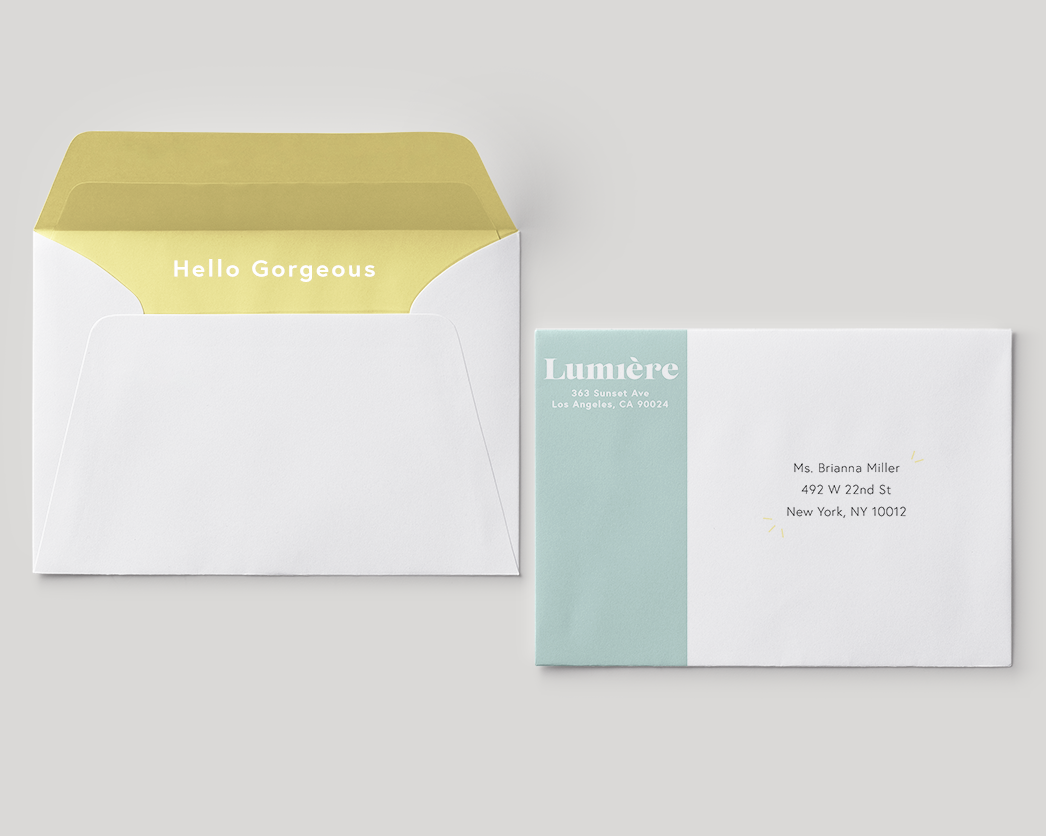 Hello Gorgeous
Lumière
363 Sunset Ave
Los Angeles, CA 90024
Ms. Brianna Miller
492 W 22nd St
New York, NY 10012